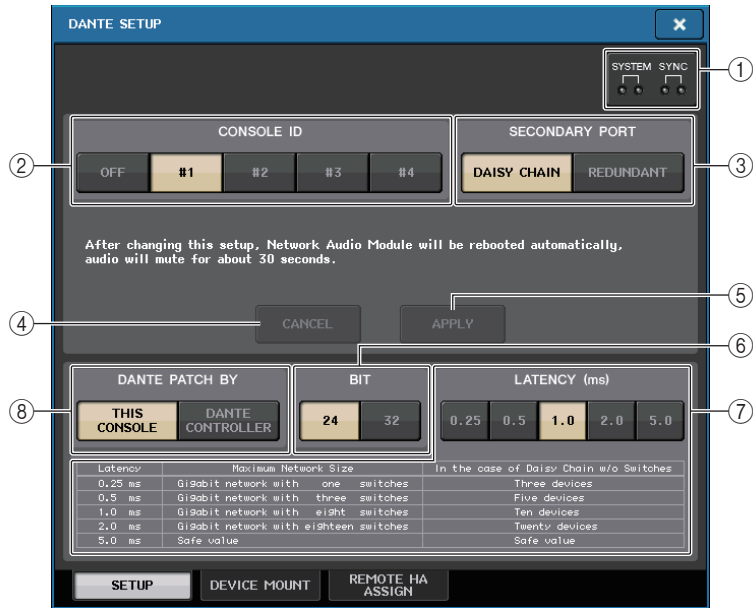 DANTE SETUP
SYSTEM SYNC
①
CONSOLE ID
SECONDARY PORT
②
OFF #1 #2 #3 #4
DAISY CHAIN REDUNDANT
③
After changing this setup, Network Audio Module will be rebooted automatically,
audio will mute for about 30 seconds.
⑤
④
CANCEL APPLY
⑥
DANTE PATCH BY
BIT
LATENCY (ms)
⑧
THIS CONSOLE
DANTE CONTROLLER
24 32
0.25 0.5 1.0 2.0 5.0
⑦
Latency Maximum Network Size In the case of Daisy Chain w/o Switches
0.25 ms Gigabit network with one switches Three devices
0.5 ms Gigabit network with three switches Five devices
1.0 ms Gigabit network with eight switches Ten devices
2.0 ms Gigabit network with eighteen switches Twenty devices
5.0 ms Safe value Safe value
SETUP DEVICE MOUNT REMOTE HA ASSIGN